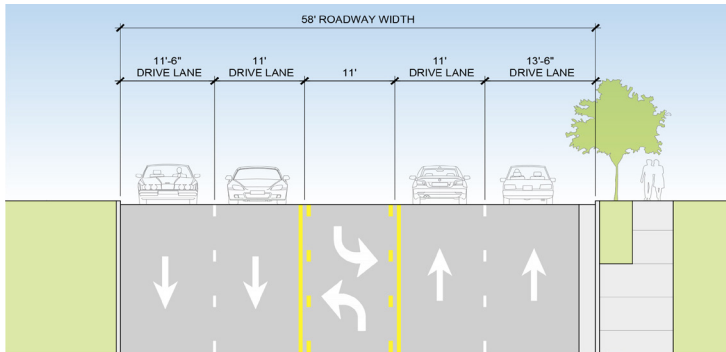 58' ROADWAY WIDTH
11'-6"
DRIVE LANE
11'
DRIVE LANE
11'
11'
DRIVE LANE
13'-6"
DRIVE LANE